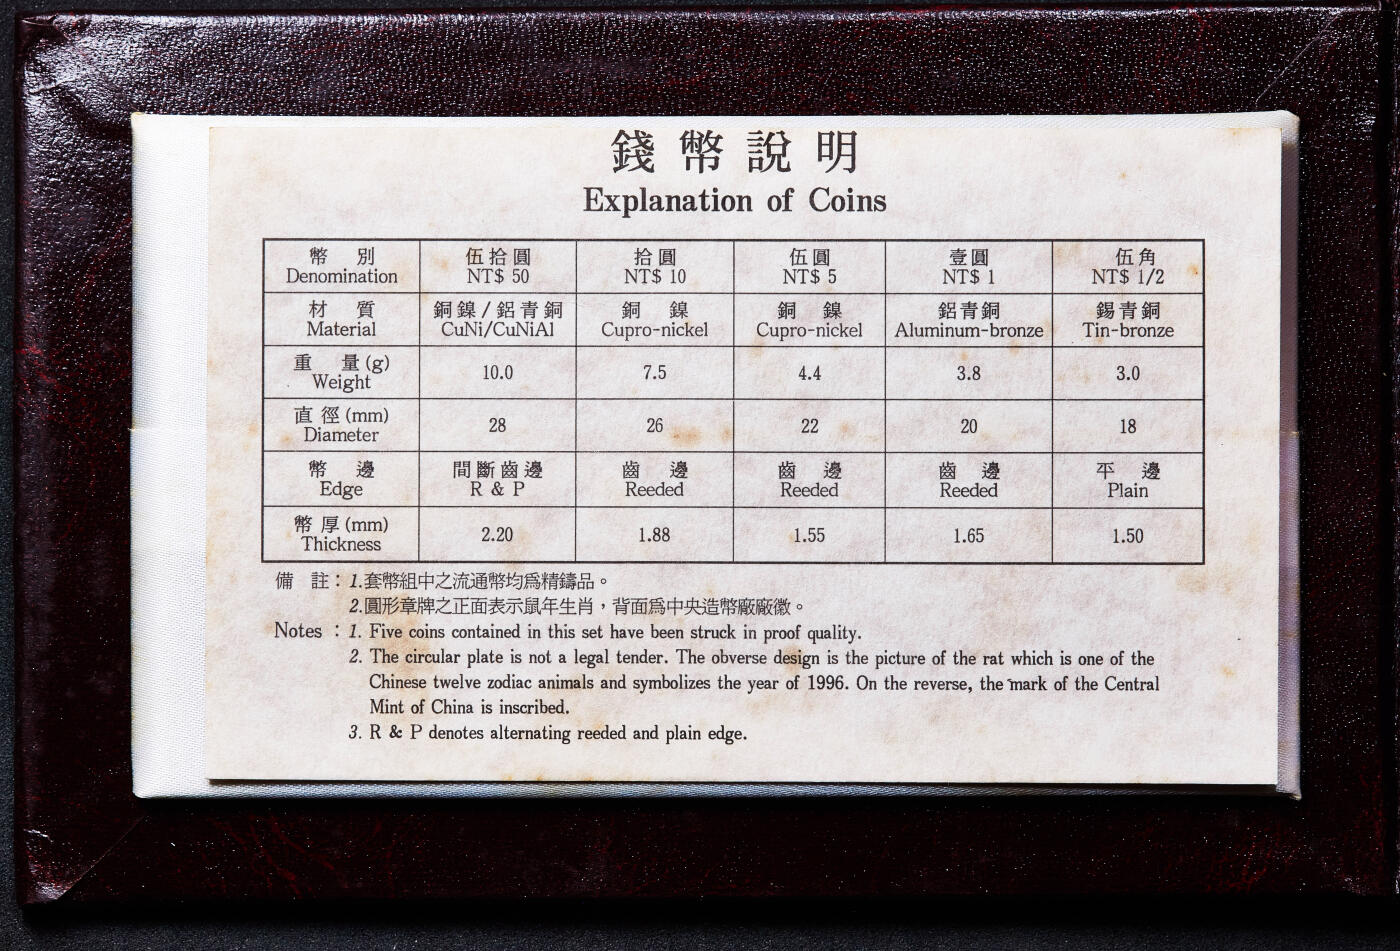 錢幣說明
Explanation of Coins
幣 別 伍拾圓 拾圓 伍圓 壹圓 伍角
Denomination NT$ 50 NT$ 10 NT$ 5 NT$ 1 NT$ 1/2
材 質 銅鎳/鋁青銅 銅 鎳 銅 鎳 鋁青銅 錫青銅
Material CuNi/CuNiAl Cupro-nickel Cupro-nickel Aluminum-bronze Tin-bronze
重 量(g)
Weight 10.0 7.5 4.4 3.8 3.0
直 徑(mm)
Diameter 28 26 22 20 18
幣 邊 間斷齒邊 齒 邊 齒 邊 齒 邊 平 邊
Edge R & P Reeded Reeded Reeded Plain
幣 厚(mm)
Thickness 2.20 1.88 1.55 1.65 1.50
備 註：1.套幣組中之流通幣均爲精鑄品。
2.圓形章牌之正面表示鼠年生肖，背面爲中央造幣廠廠徽。
Notes : 1. Five coins contained in this set have been struck in proof quality.
2. The circular plate is not a legal tender. The obverse design is the picture of the rat which is one of the
Chinese twelve zodiac animals and symbolizes the year of 1996. On the reverse, the mark of the Central
Mint of China is inscribed.
3. R & P denotes alternating reeded and plain edge.